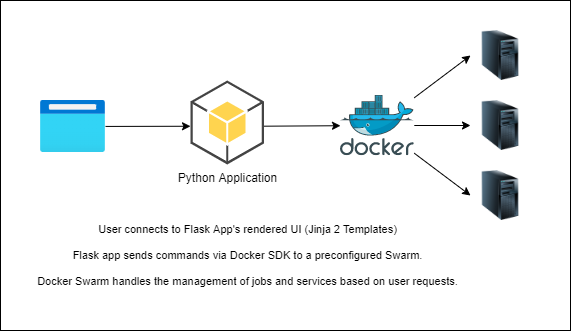 docker
Python Application
User connects to Flask App's rendered UI (Jinja 2 Templates)
Flask app sends commands via Docker SDK to a preconfigured Swarm.
Docker Swarm handles the management of jobs and services based on user requests.